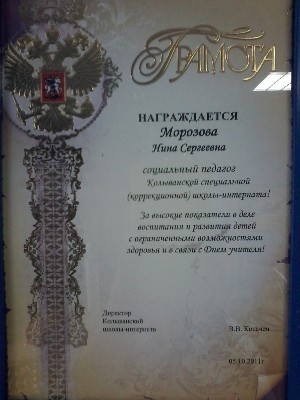 Грамота
НАГРАЖДАЕТСЯ
Морозова
Нина Сергеевна
социальный педагог
Колыванской специальной
(коррекционной) школы-интерната!
За высокие показатели в деле
воспитания и развития детей
с ограниченными возможностями
здоровья и в связи с Днем учителя!
Директор
Колыванской
школы-интерната
В.В.
05.10.2011г